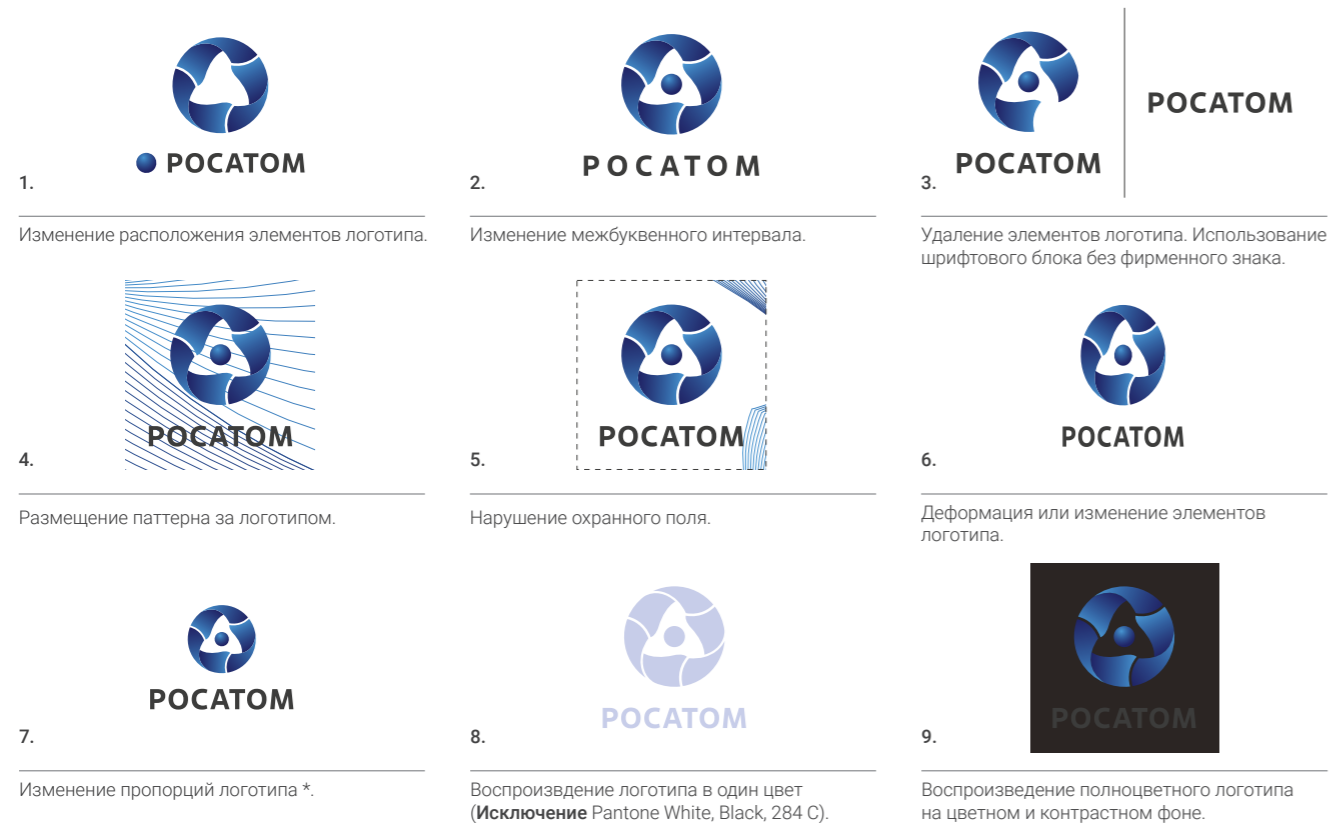 РОСАТОМ
1.
Изменение расположения элементов логотипа.
РОСАТОМ
2.
Изменение межбуквенного интервала.
РОСАТОМ
РОСАТОМ
3.
Удаление элементов логотипа. Использование
шрифтового блока без фирменного знака.
РОСАТОМ
4.
Размещение паттерна за логотипом.
РОСАТОМ
5.
Нарушение охранного поля.
РОСАТОМ
6.
Деформация или изменение элементов
логотипа.
РОСАТОМ
7.
Изменение пропорций логотипа *.
РОСАТОМ
8.
Воспроизвдение логотипа в один цвет
(Исключение Pantone White, Black, 284 C).
РОСАТОМ
9.
Воспроизведение полноцветного логотипа
на цветном и контрастном фоне.